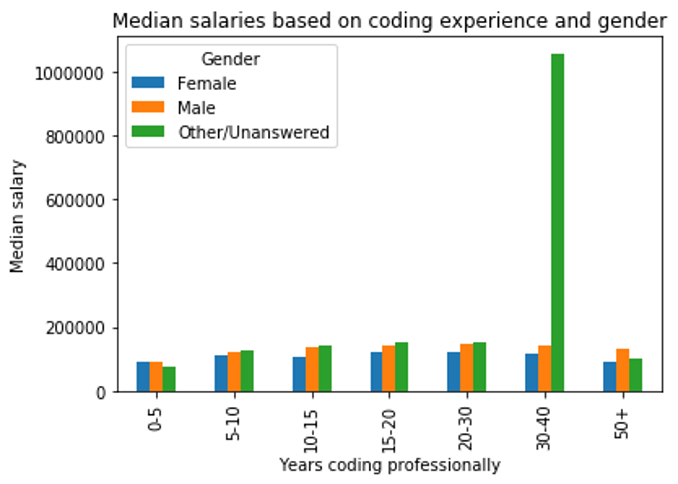 Median salaries based on coding experience and gender
Gender
Female
Male
Other/Unanswered
1000000
800000
600000
400000
200000
0
Median salary
0-5
5-10
10-15
15-20
20-30
30-40
50+
Years coding professionally